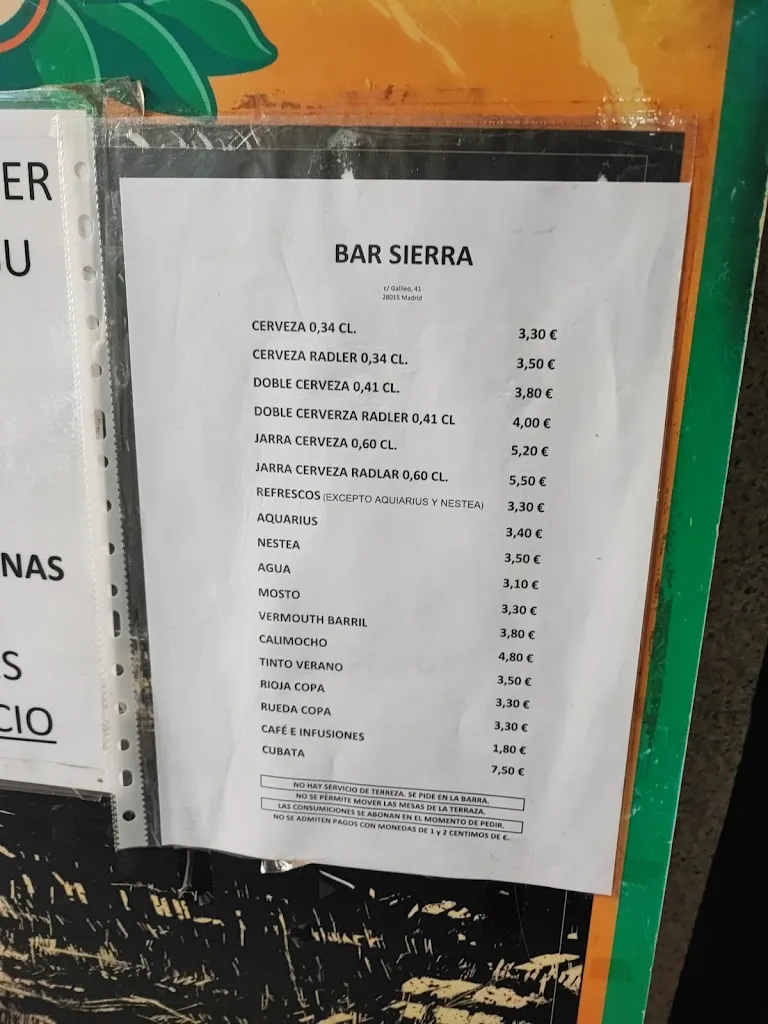 ER
U
NAS
S
CIO
BAR SIERRA
c/ Galileo, 41
28015 Madrid
CERVEZA 0,34 CL. 3,30 €
CERVEZA RADLER 0,34 CL. 3,50 €
DOBLE CERVEZA 0,41 CL. 3,80 €
DOBLE CERVERZA RADLER 0,41 CL 4,00 €
JARRA CERVEZA 0,60 CL. 5,20 €
JARRA CERVEZA RADLAR 0,60 CL. 5,50 €
REFRESCOS (EXCEPTO AQUIARIUS Y NESTEA) 3,30 €
AQUARIUS 3,40 €
NESTEA 3,50 €
AGUA 3,10 €
MOSTO 3,30 €
VERMOUTH BARRIL 3,80 €
CALIMOCHO 4,80 €
TINTO VERANO 3,50 €
RIOJA COPA 3,30 €
RUEDA COPA 3,30 €
CAFÉ E INFUSIONES 1,80 €
CUBATA 7,50 €
NO HAY SERVICIO DE TERREZA. SE PIDE EN LA BARRA.
NO SE PERMITE MOVER LAS MESAS DE LA TERRAZA.
LAS CONSUMICIONES SE ABONAN EN EL MOMENTO DE PEDIR.
NO SE ADMITEN PAGOS CON MONEDAS DE 1 y 2 CENTIMOS DE €.